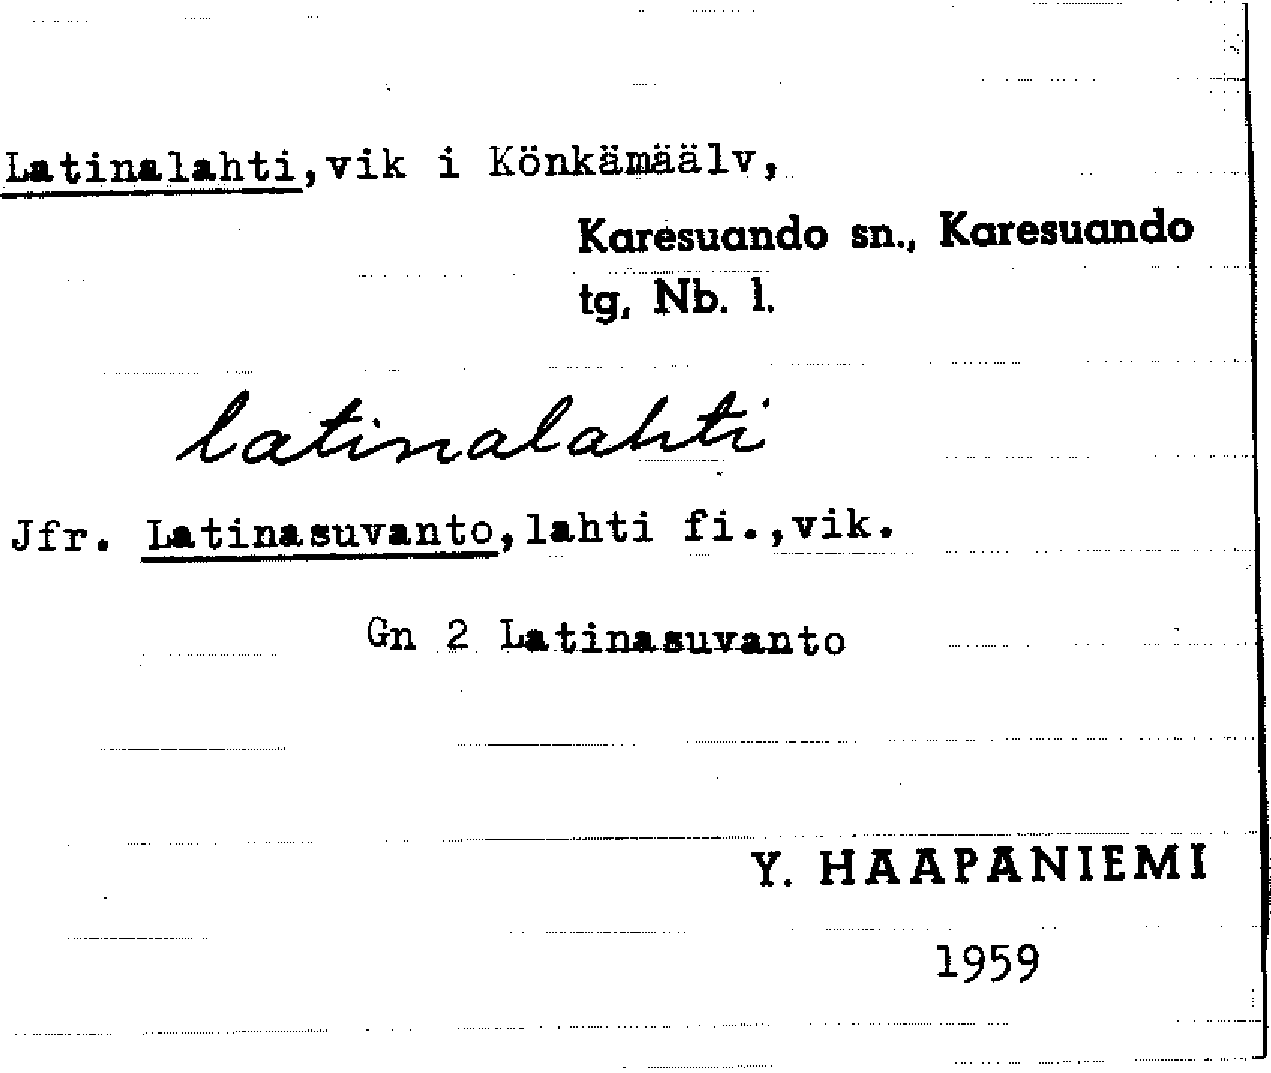 Latinalahti,vik i Könkämäälv,
Karesuando sn., Karesuando
tg, Nb. l.
latinalahti
Jfr. Latinasuvanto,lahti fi.,vik.
Gn 2 Latinasuvanto
Y. HAAPANIEMI
1959